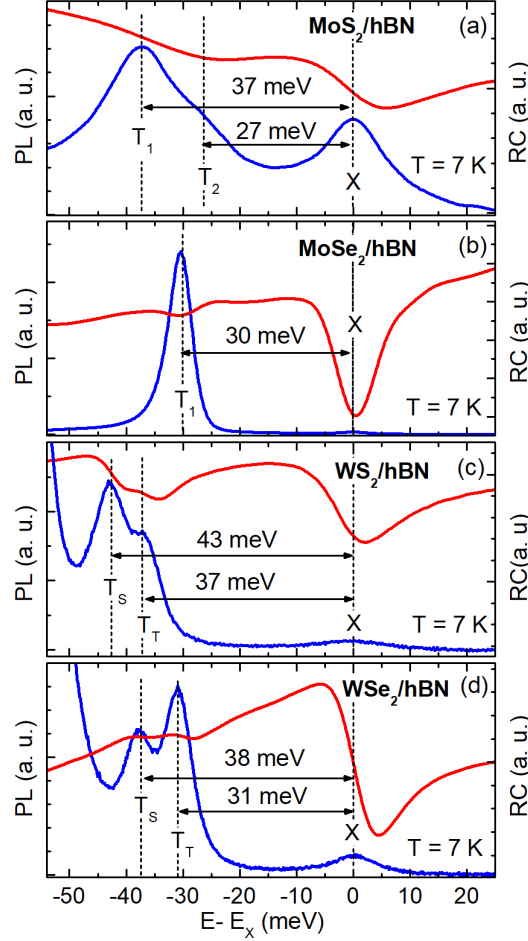 MoS2/hBN (a)
PL (a. u.)
RC (a. u.)
37 meV
27 meV
T1
T2
X
T = 7 K
MoSe2/hBN (b)
PL (a. u.)
RC (a. u.)
X
30 meV
T1
T = 7 K
WS2/hBN (c)
PL (a. u.)
RC(a. u.)
43 meV
37 meV
TS
TT
X
T = 7 K
WSe2/hBN (d)
PL (a. u.)
RC (a. u.)
38 meV
31 meV
TS
TT
X
T = 7 K
-50 -40 -30 -20 -10 0 10 20
E- EX (meV)